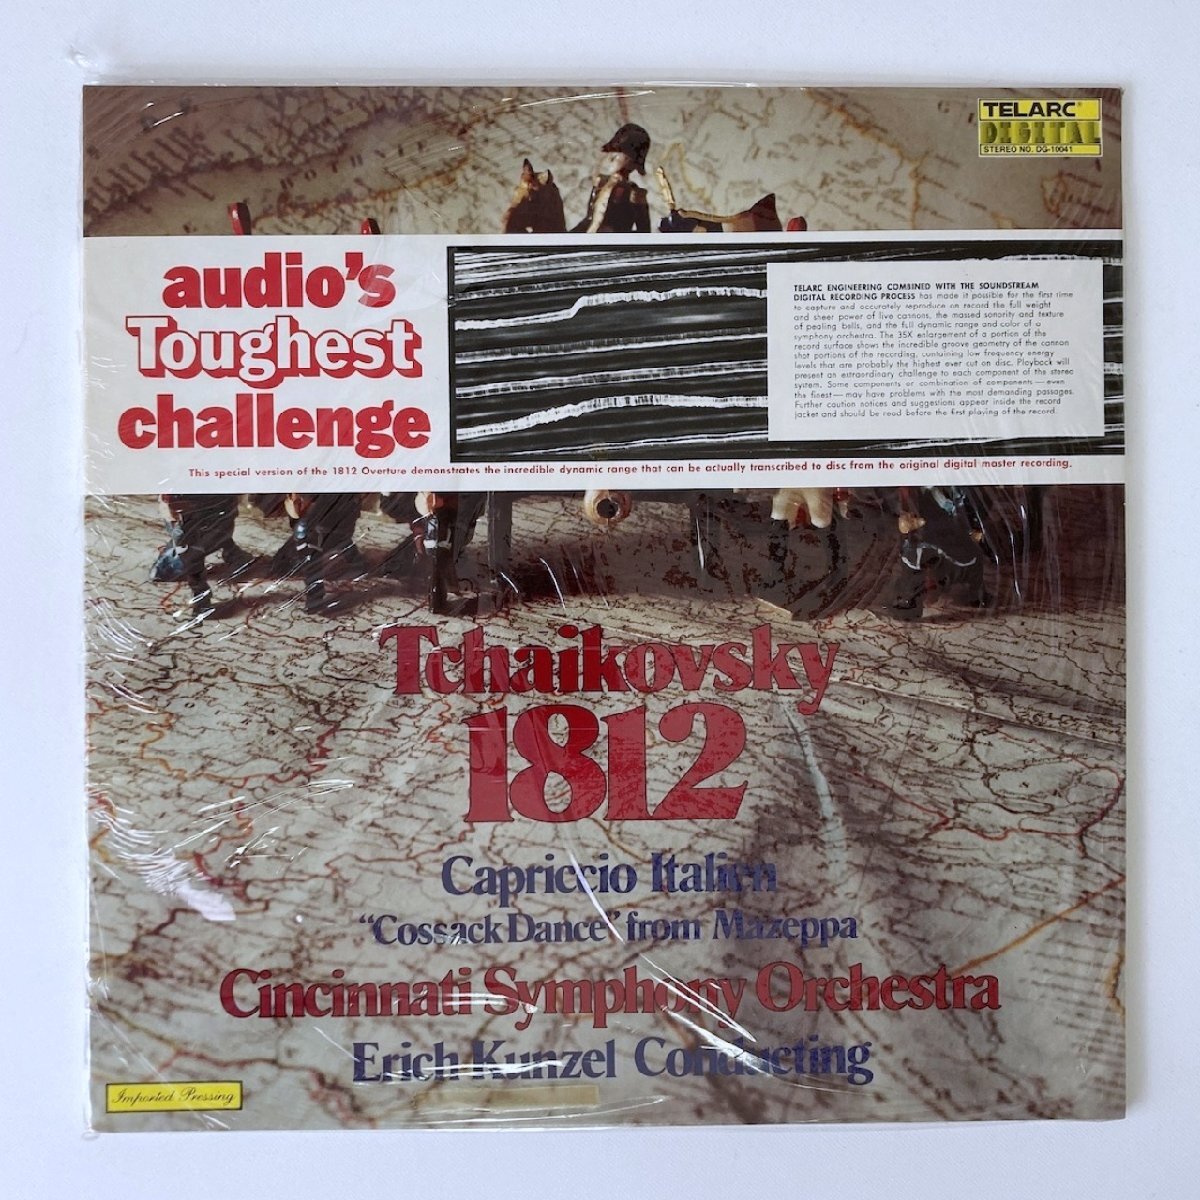 TELARC®
DIGITAL
STEREO NO. DG-10041
audio's
Toughest
challenge
TELARC ENGINEERING COMBINED WITH THE SOUNDSTREAM
DIGITAL RECORDING PROCESS has made it possible for the first time
to capture and accurately reproduce on record the full weight
and sheer power of live cannons, the massed sonority and texture
of pealing bells, and the full dynamic range and color of a
symphony orchestra. The 35X enlargement of a portion of the
record surface shows the incredible groove geometry of the cannon
shot portions of the recording, containing low frequency energy
levels that are probably the highest ever cut on disc. Playback will
present an extraordinary challenge to each component of the stereo
system. Some components or combination of components — even
the finest — may have problems with the most demanding passages.
Further caution notices and suggestions appear inside the record
jacket and should be read before the first playing of the record.
This special version of the 1812 Overture demonstrates the incredible dynamic range that can be actually transcribed to disc from the original digital master recording.
Tchaikovsky
1812
Capriccio Italien
"Cossack Dance" from Mazeppa
Cincinnati Symphony Orchestra
Erich Kunzel Conducting
Imported Pressing